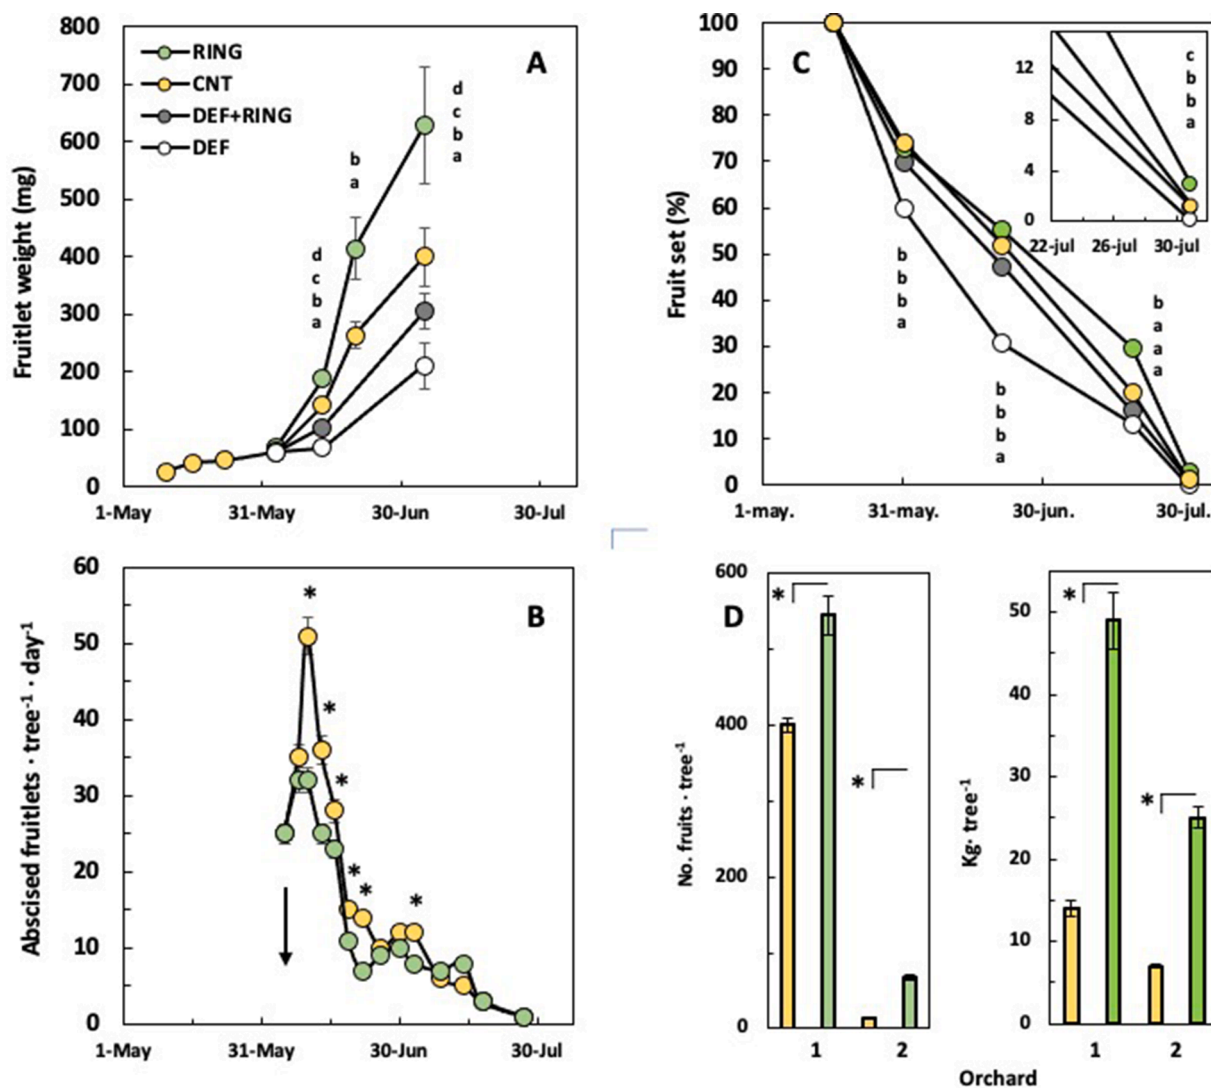 A
Fruitlet weight (mg)
800
700
600
500
400
300
200
100
0
RING
CNT
DEF+RING
DEF
d
c
b
a
b
a
d
c
b
a
1-May
31-May
30-Jun
30-Jul
C
Fruit set (%)
100
90
80
70
60
50
40
30
20
10
0
b
b
b
a
b
b
b
a
b
a
a
a
1-may.
31-may.
30-jun.
30-jul.
12
8
4
0
c
b
b
a
22-jul
26-jul
30-jul
B
Abscised fruitlets · tree-1 · day-1
60
50
40
30
20
10
0
*
*
*
*
*
*
1-May
31-May
30-Jun
30-Jul
D
No. fruits · tree-1
600
400
200
0
*
*
1
2
Kg· tree-1
50
40
30
20
10
0
*
*
1
2
Orchard